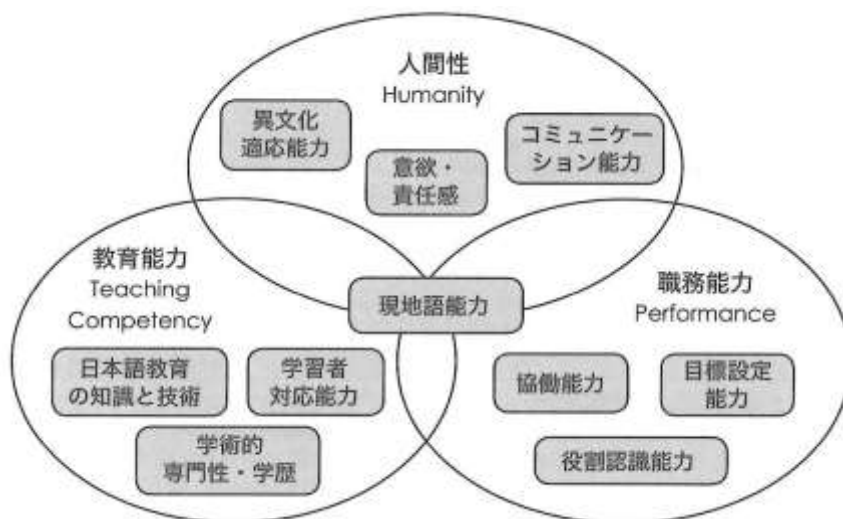 人間性
Humanity
異文化
適応能力
意欲・
責任感
コミュニケー
ション能力
教育能力
Teaching
Competency
現地語能力
職務能力
Performance
日本語教育
の知識と技術
学習者
対応能力
学術的
専門性・学歴
協働能力
目標設定
能力
役割認識能力